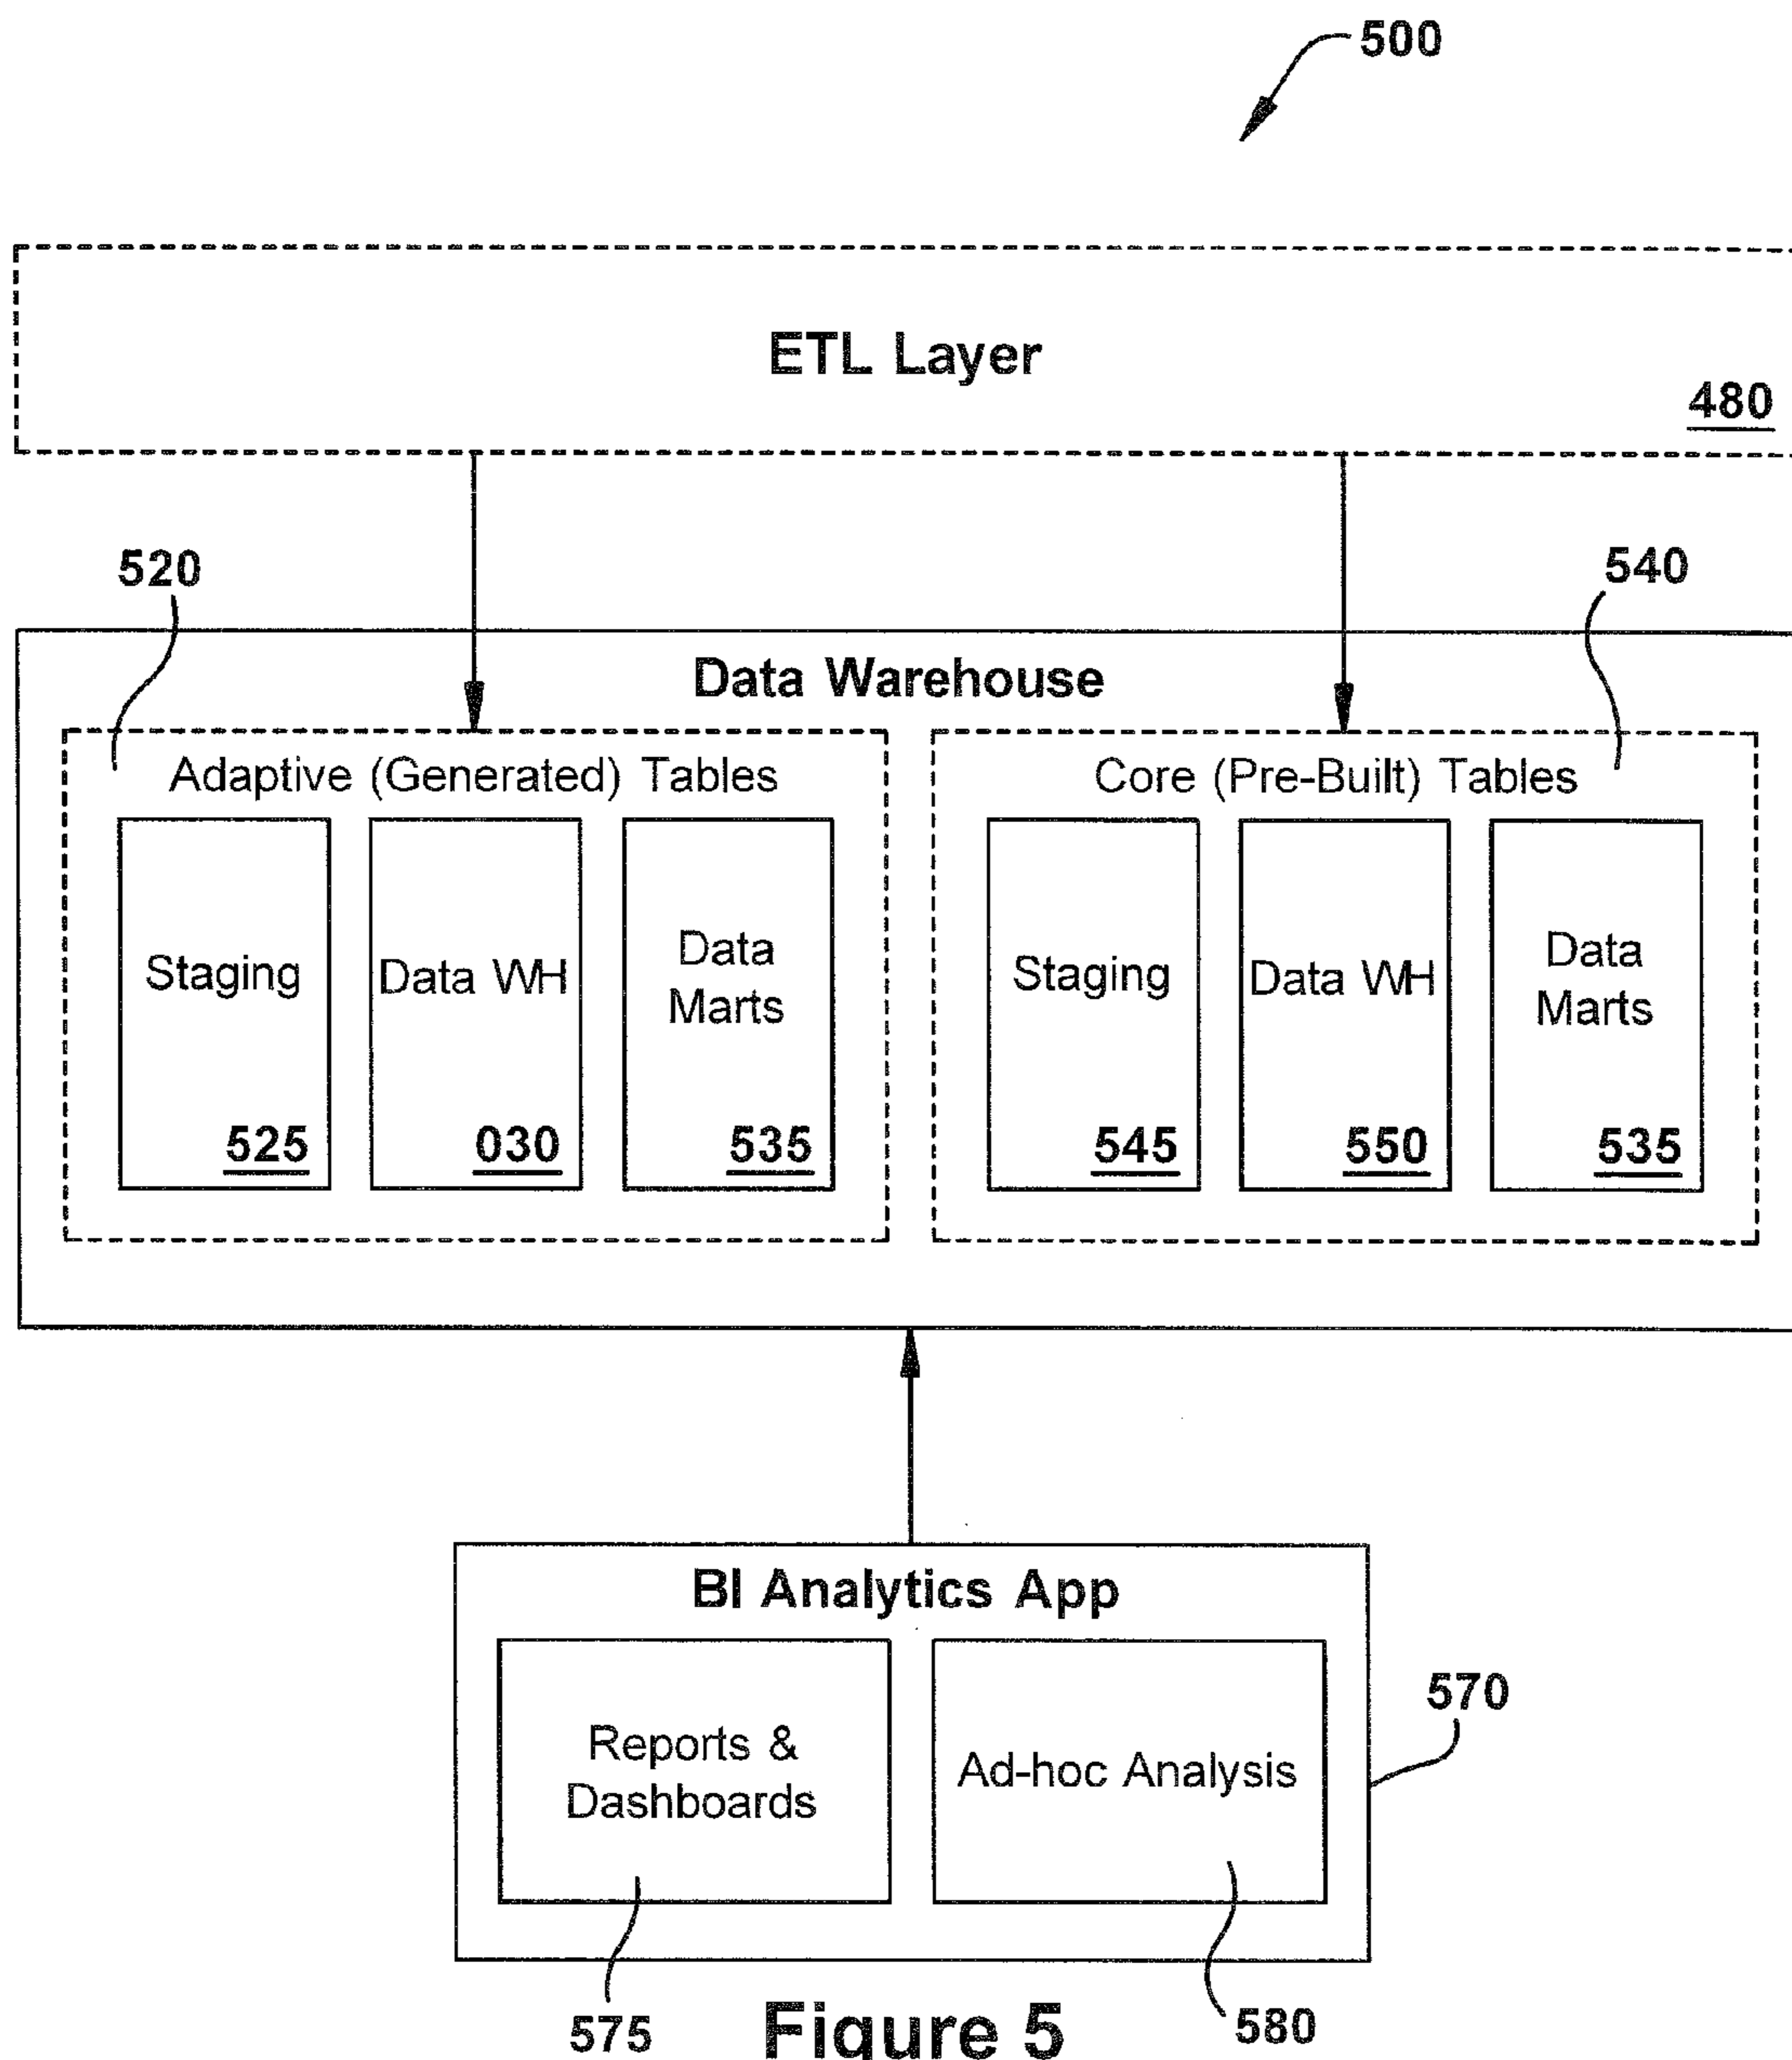 500
ETL Layer
480
520
540
Data Warehouse
Adaptive (Generated) Tables
Staging
525
Data WH
030
Data
Marts
535
Core (Pre-Built) Tables
Staging
545
Data WH
550
Data
Marts
535
BI Analytics App
Reports &
Dashboards
Ad-hoc Analysis
570
575
580
Figure 5